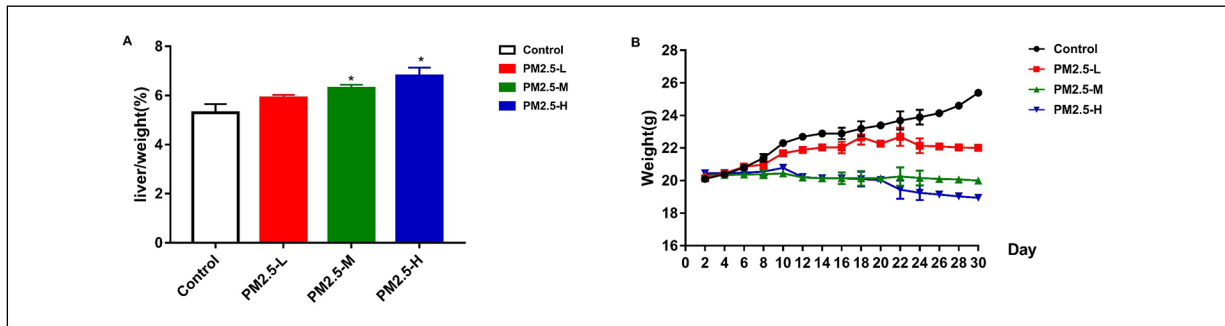 A
liver/weight(%)
8
6
4
2
0
*
*
Control
PM2.5-L
PM2.5-M
PM2.5-H
Control
PM2.5-L
PM2.5-M
PM2.5-H
B
Weight(g)
28
26
24
22
20
18
16
0 2 4 6 8 10 12 14 16 18 20 22 24 26 28 30
Day
Control
PM2.5-L
PM2.5-M
PM2.5-H